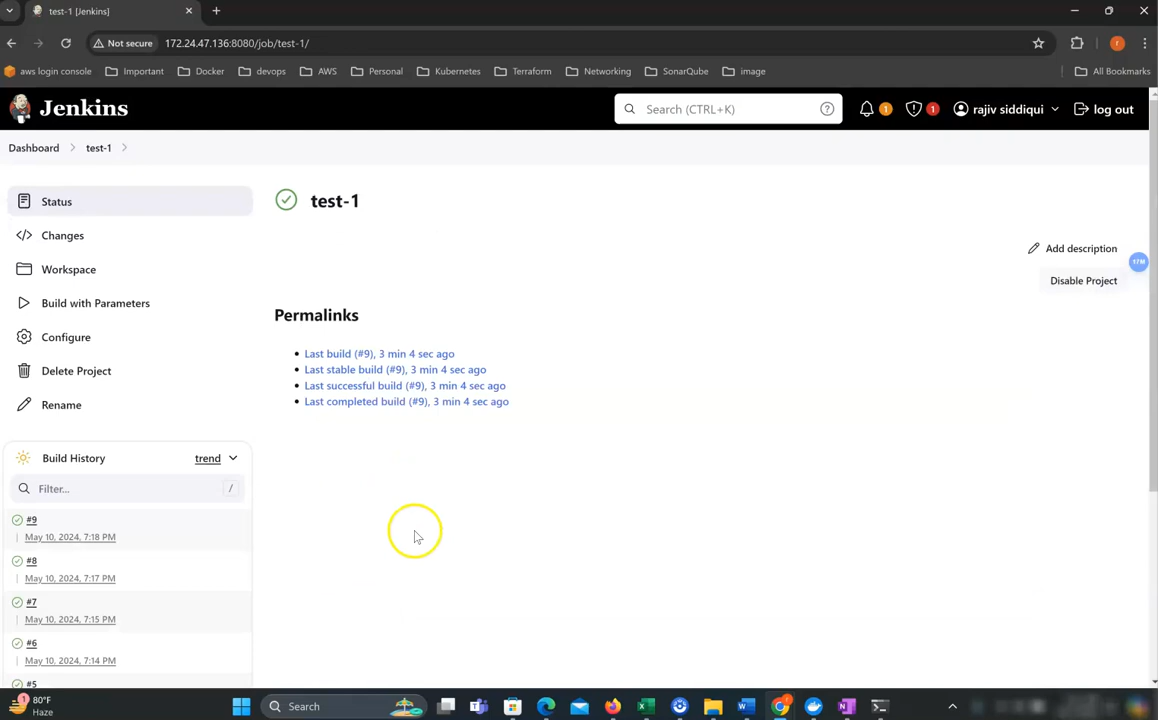 test-1 [Jenkins]
Not secure
172.24.47.136:8080/job/test-1/
r
aws login console
Important
Docker
devops
AWS
Personal
Kubernetes
Terraform
Networking
SonarQube
image
All Bookmarks
Jenkins
Search (CTRL+K)
?
1
1
rajiv siddiqui
log out
Dashboard
test-1
Status
test-1
Changes
Add description
Workspace
Disable Project
Build with Parameters
Permalinks
Configure
Last build (#9), 3 min 4 sec ago
Last stable build (#9), 3 min 4 sec ago
Delete Project
Last successful build (#9), 3 min 4 sec ago
Rename
Last completed build (#9), 3 min 4 sec ago
Build History
trend
Filter...
/
#9
May 10, 2024, 7:18 PM
#8
May 10, 2024, 7:17 PM
#7
May 10, 2024, 7:15 PM
#6
May 10, 2024, 7:14 PM
#5
1
80°F
Haze
Search